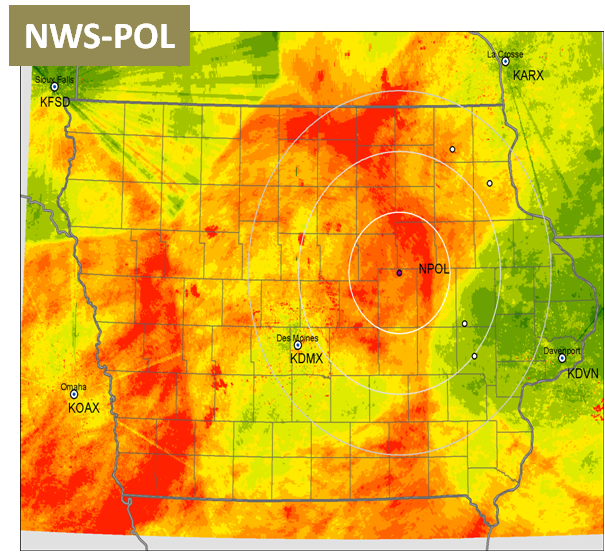 NWS-POL
La Crosse
KARX
Sioux Falls
KFSD
NPOL
Des Moines
KDMX
Davenport
KDVN
Omaha
KOAX